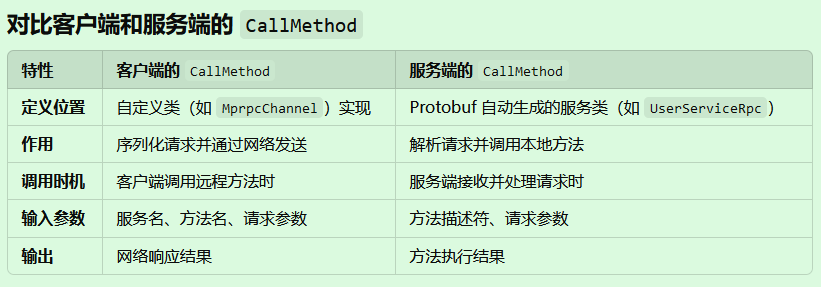 对比客户端和服务端的 CallMethod
特性 客户端的 CallMethod 服务端的 CallMethod
定义位置 自定义类（如 MprpcChannel）实现 Protobuf 自动生成的服务类（如 UserServiceRpc）
作用 序列化请求并通过网络发送 解析请求并调用本地方法
调用时机 客户端调用远程方法时 服务端接收并处理请求时
输入参数 服务名、方法名、请求参数 方法描述符、请求参数
输出 网络响应结果 方法执行结果